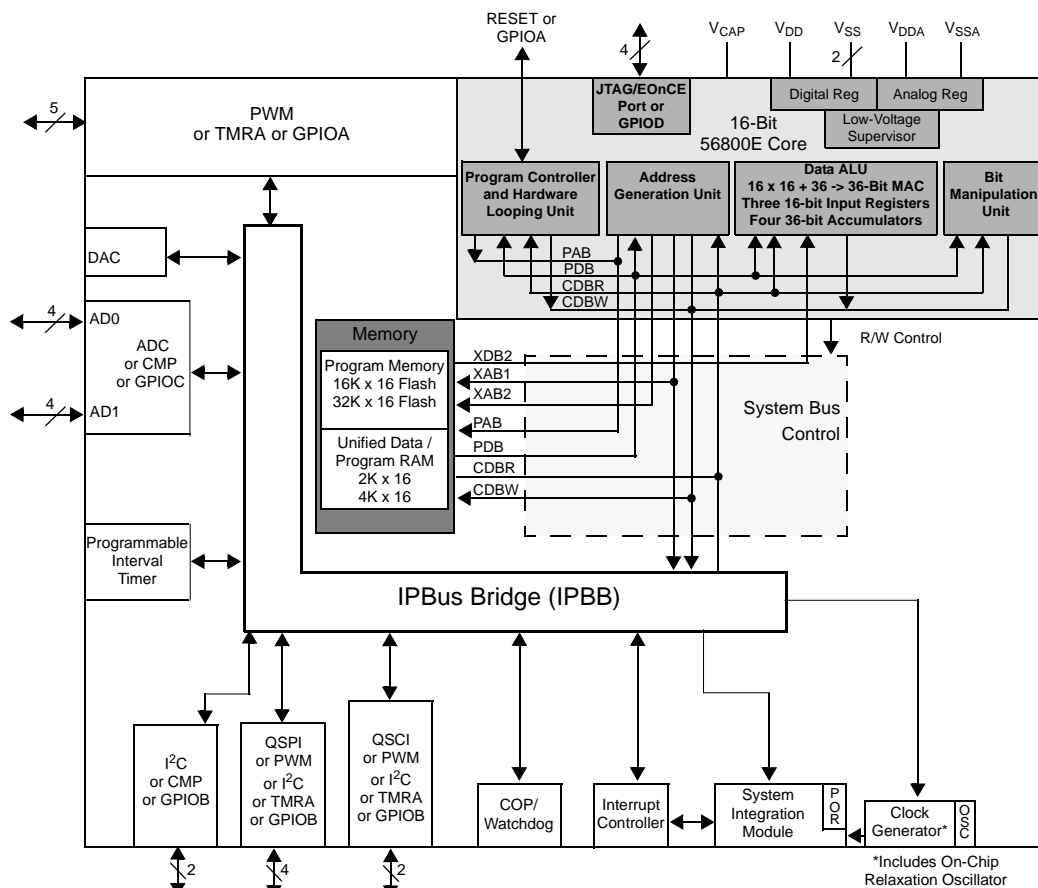 RESET or
GPIOA
4
V_CAP
V_DD
V_SS
2
V_DDA
V_SSA
5
PWM
or TMRA or GPIOA
JTAG/EOnCE
Port or
GPIOD
Digital Reg
Analog Reg
Low-Voltage
Supervisor
16-Bit
56800E Core
Program Controller
and Hardware
Looping Unit
Address
Generation Unit
Data ALU
16 x 16 + 36 -> 36-Bit MAC
Three 16-bit Input Registers
Four 36-bit Accumulators
Bit
Manipulation
Unit
PAB
PDB
CDBR
CDBW
DAC
4
AD0
ADC
or CMP
or GPIOC
4
AD1
R/W Control
Memory
Program Memory
16K x 16 Flash
32K x 16 Flash
Unified Data /
Program RAM
2K x 16
4K x 16
XDB2
XAB1
XAB2
PAB
PDB
CDBR
CDBW
System Bus
Control
Programmable
Interval
Timer
IPBus Bridge (IPBB)
I²C
or CMP
or GPIOB
QSPI
or PWM
or I²C
or TMRA
or GPIOB
QSCI
or PWM
or I²C
or TMRA
or GPIOB
COP/
Watchdog
Interrupt
Controller
System
Integration
Module
POR
Clock
Generator*
OSC
2
4
2
*Includes On-Chip
Relaxation Oscillator